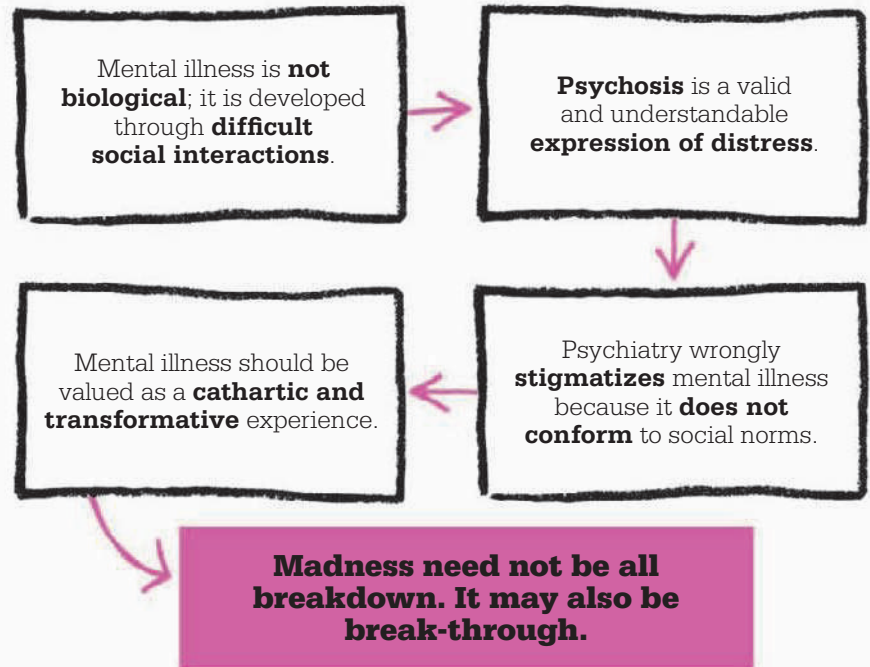 Mental illness is not
biological; it is developed
through difficult
social interactions.
Psychosis is a valid
and understandable
expression of distress.
Psychiatry wrongly
stigmatizes mental illness
because it does not
conform to social norms.
Mental illness should be
valued as a cathartic and
transformative experience.
Madness need not be all
breakdown. It may also be
break-through.